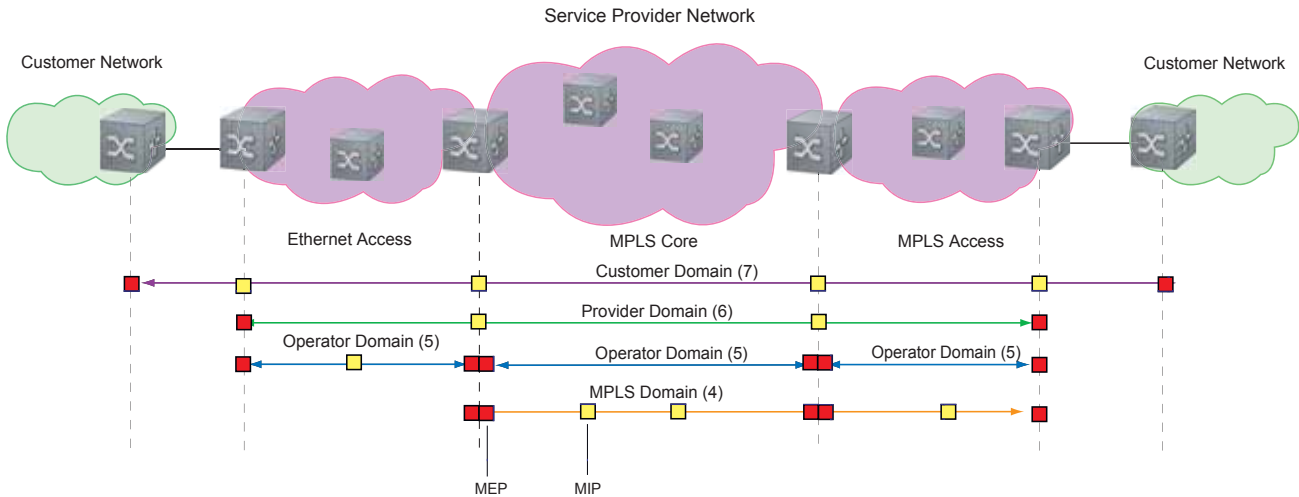 Service Provider Network
Customer Network
Customer Network
Ethernet Access
MPLS Core
MPLS Access
Customer Domain (7)
Provider Domain (6)
Operator Domain (5)
Operator Domain (5)
Operator Domain (5)
MPLS Domain (4)
MEP
MIP